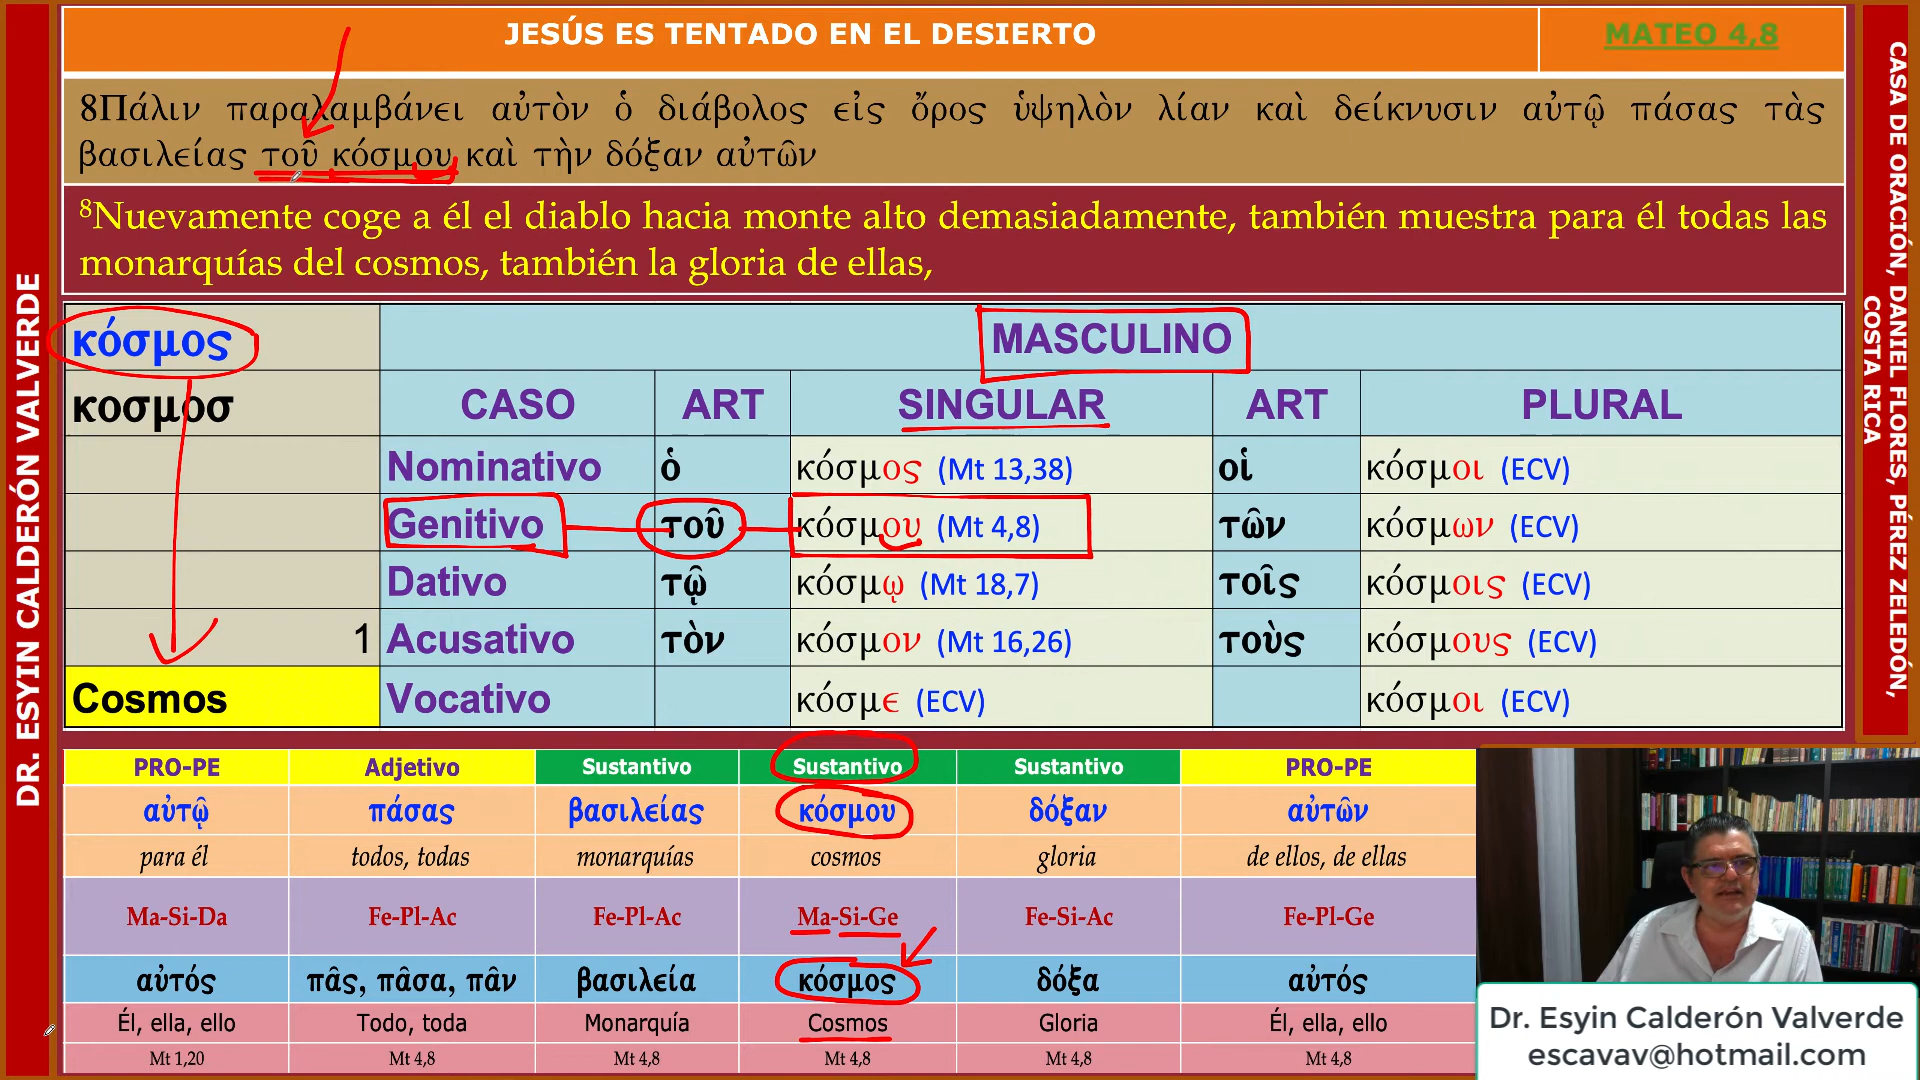 JESÚS ES TENTADO EN EL DESIERTO
MATEO 4,8
8Πάλιν παραλαμβάνει αὐτὸν ὁ διάβολος εἰς ὄρος ὑψηλὸν λίαν καὶ δείκνυσιν αὐτῷ πάσας τὰς
βασιλείας τοῦ κόσμου καὶ τὴν δόξαν αὐτῶν
⁸Nuevamente coge a él el diablo hacia monte alto demasiadamente, también muestra para él todas las
monarquías del cosmos, también la gloria de ellas,
κόσμος MASCULINO
κοσμοσ CASO ART SINGULAR ART PLURAL
Nominativo ὁ κόσμος (Mt 13,38) οἱ κόσμοι (ECV)
Genitivo τοῦ κόσμου (Mt 4,8) τῶν κόσμων (ECV)
Dativo τῷ κόσμῳ (Mt 18,7) τοῖς κόσμοις (ECV)
1 Acusativo τὸν κόσμον (Mt 16,26) τοὺς κόσμους (ECV)
Cosmos Vocativo κόσμε (ECV) κόσμοι (ECV)
PRO-PE Adjetivo Sustantivo Sustantivo Sustantivo PRO-PE
αὐτῷ πάσας βασιλείας κόσμου δόξαν αὐτῶν
para él todos, todas monarquías cosmos gloria de ellos, de ellas
Ma-Si-Da Fe-Pl-Ac Fe-Pl-Ac Ma-Si-Ge Fe-Si-Ac Fe-Pl-Ge
αὐτός πᾶς, πᾶσα, πᾶν βασιλεία κόσμος δόξα αὐτός
Él, ella, ello Todo, toda Monarquía Cosmos Gloria Él, ella, ello
Mt 1,20 Mt 4,8 Mt 4,8 Mt 4,8 Mt 4,8 Mt 4,8
DR. ESYIN CALDERÓN VALVERDE
CASA DE ORACIÓN, DANIEL FLORES, PÉREZ ZELEDÓN,
COSTA RICA
Dr. Esyin Calderón Valverde
escavav@hotmail.com